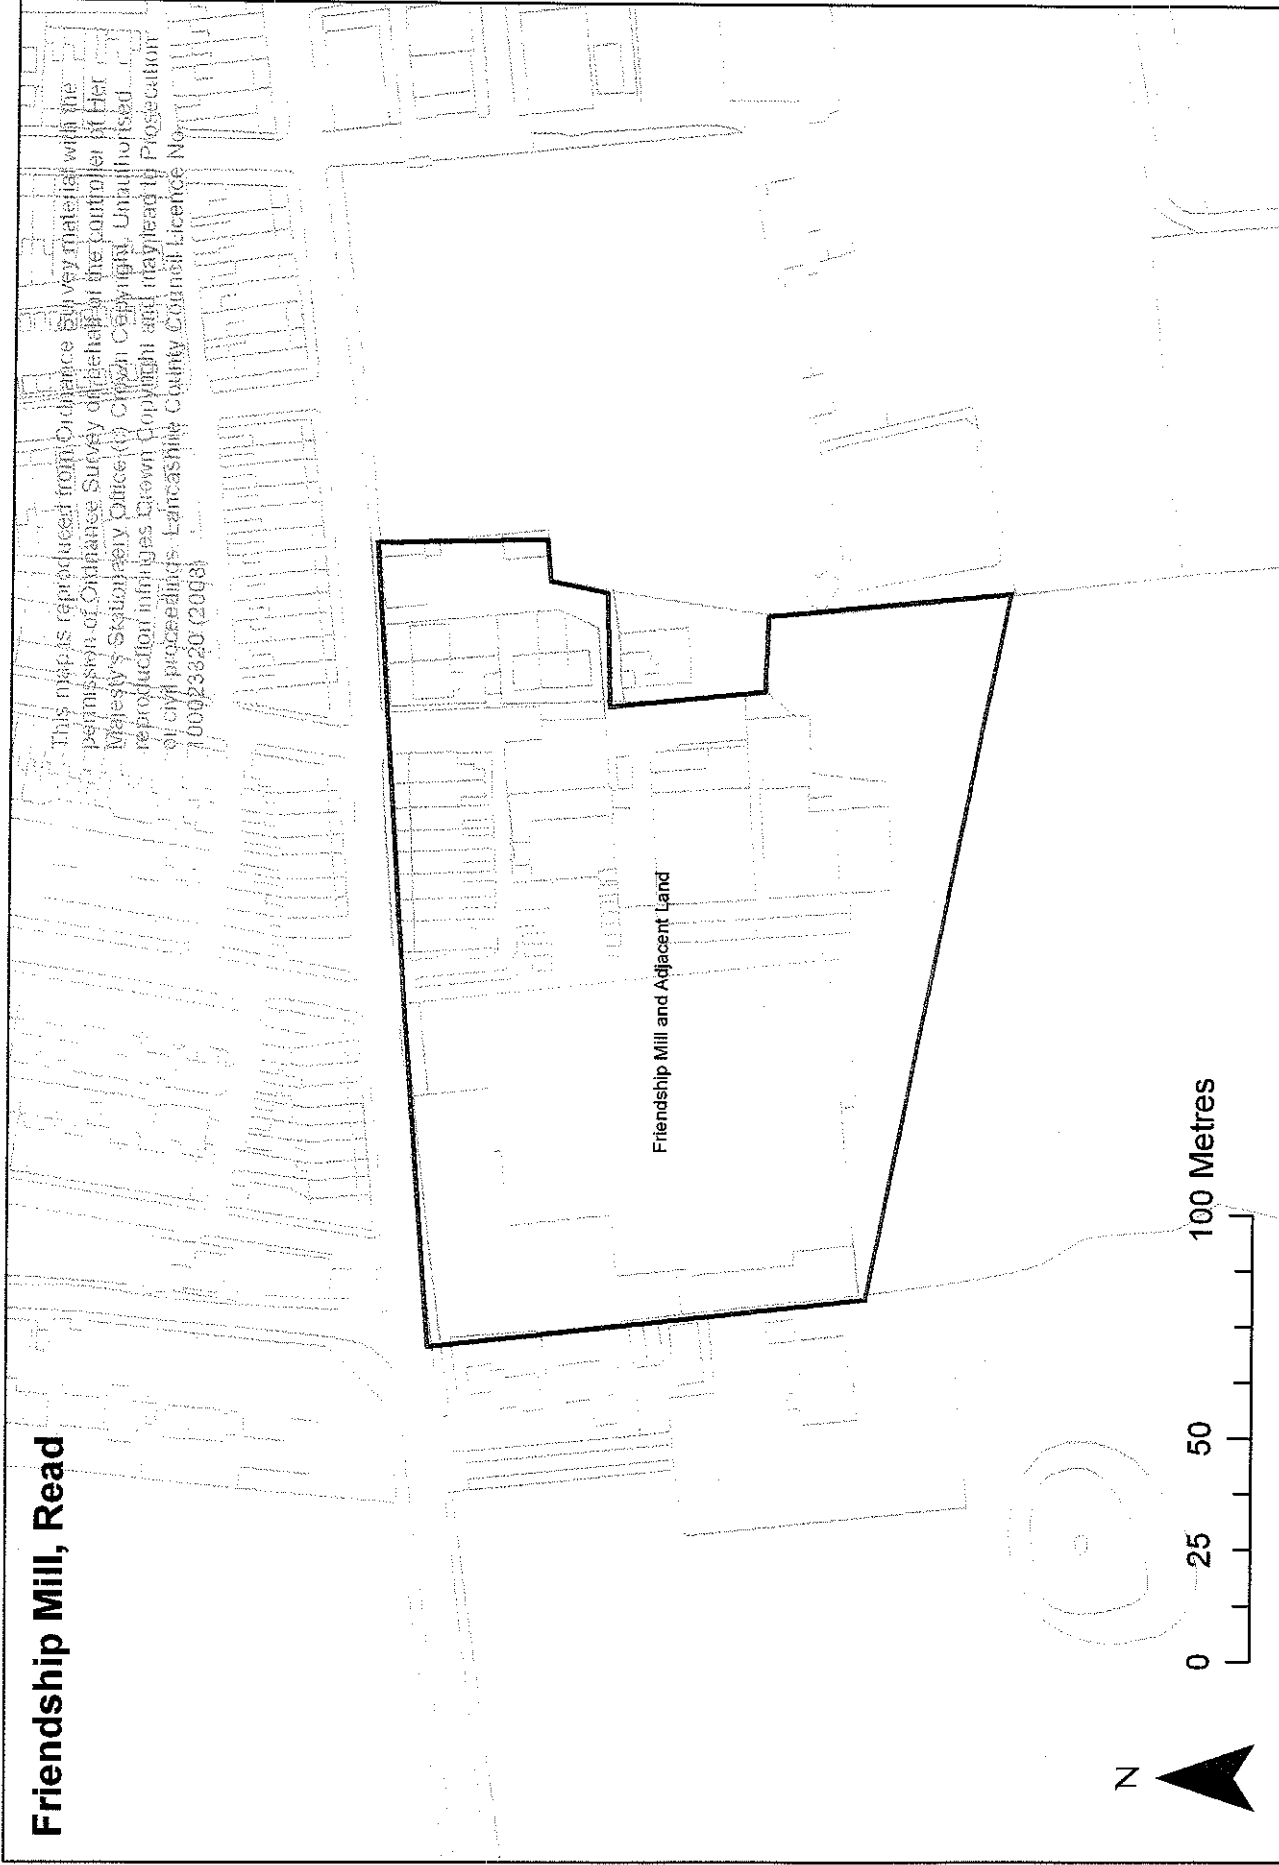 Friendship Mill, Read
This map is reproduced from Ordnance Survey material with the
permission of Ordnance Survey on behalf of the controller of Her
Majesty's Stationery Office (c) Crown Copyright. Unauthorised
reproduction infringes Crown Copyright and may lead to Prosecution
or civil proceedings Lancashire County Council Licence No.
100023320 (2008)
Friendship Mill and Adjacent Land
N
0 25 50 100 Metres